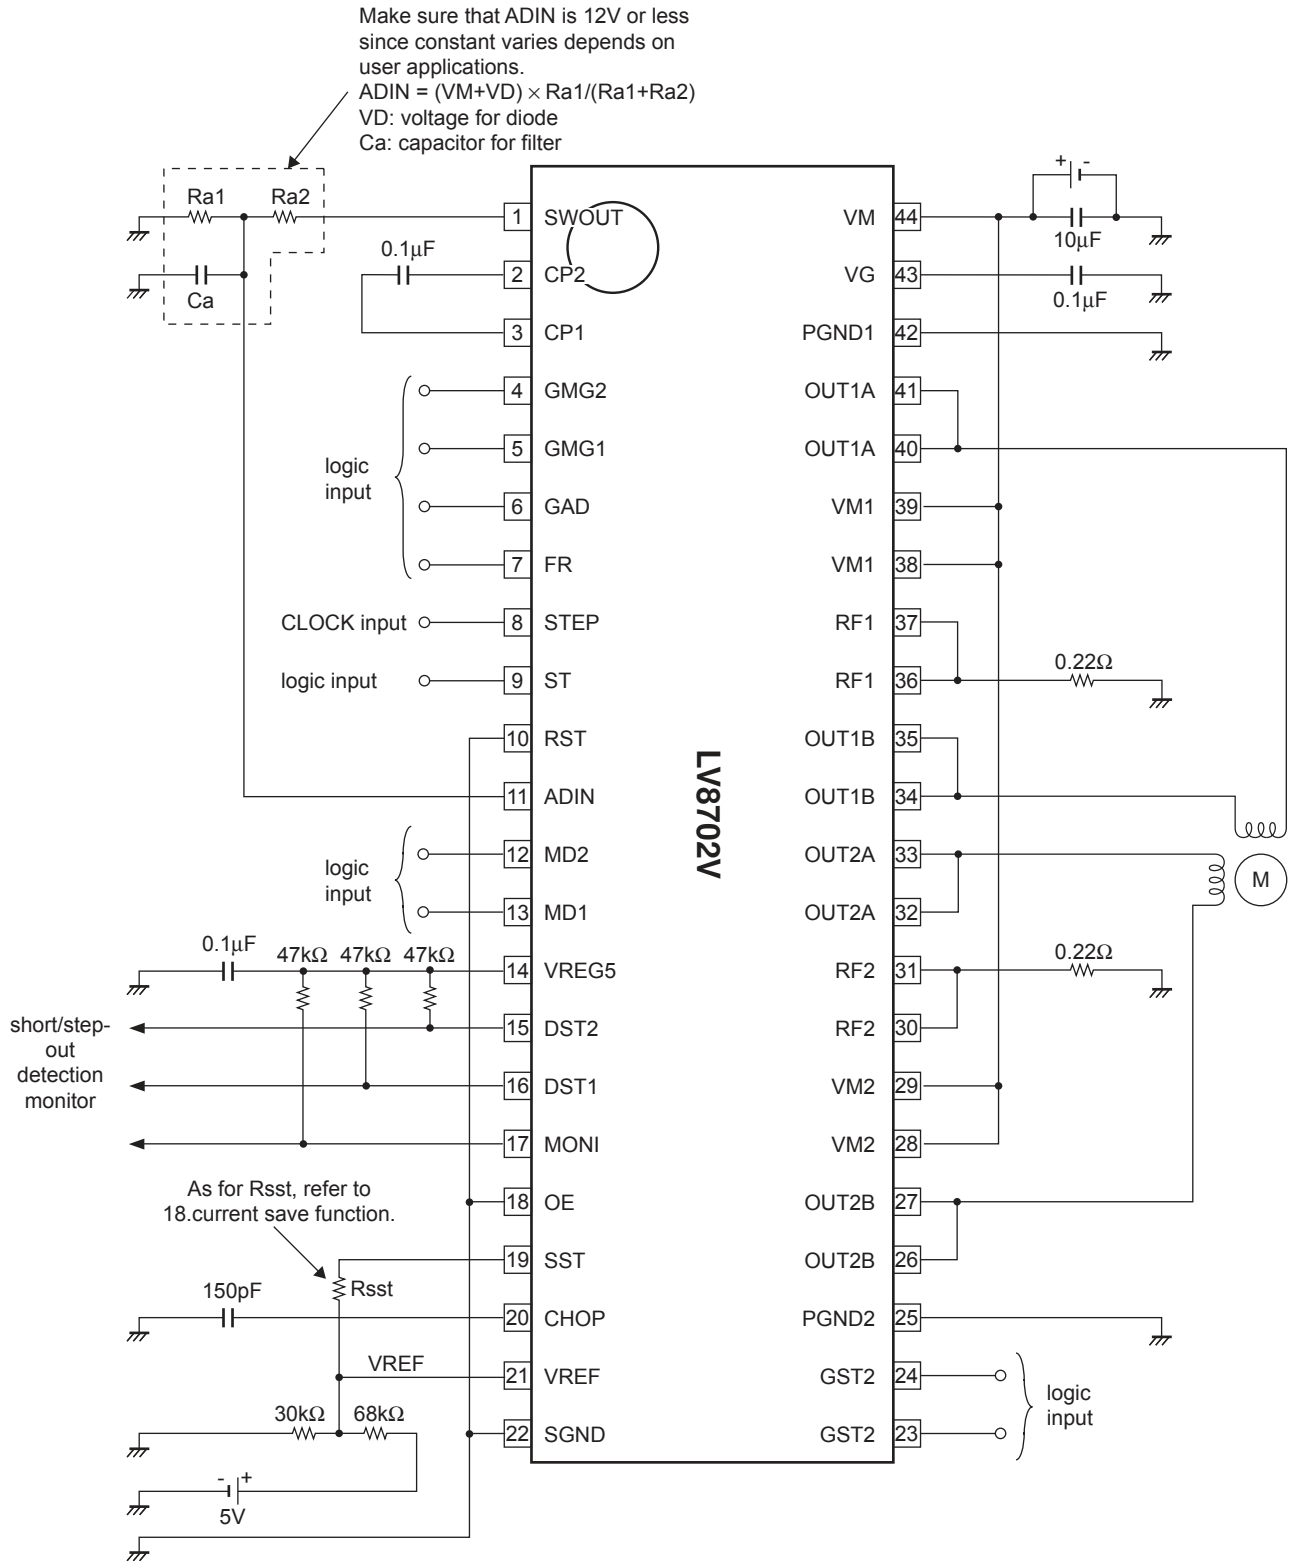 Make sure that ADIN is 12V or less
since constant varies depends on
user applications.
ADIN = (VM+VD) × Ra1/(Ra1+Ra2)
VD: voltage for diode
Ca: capacitor for filter
Ra1
Ra2
Ca
0.1μF
logic
input
CLOCK input
logic input
logic
input
0.1μF
47kΩ
47kΩ
47kΩ
short/step-
out
detection
monitor
As for Rsst, refer to
18.current save function.
Rsst
150pF
VREF
30kΩ
68kΩ
- +
5V
1 SWOUT
2 CP2
3 CP1
4 GMG2
5 GMG1
6 GAD
7 FR
8 STEP
9 ST
10 RST
11 ADIN
12 MD2
13 MD1
14 VREG5
15 DST2
16 DST1
17 MONI
18 OE
19 SST
20 CHOP
21 VREF
22 SGND
LV8702V
VM 44
VG 43
PGND1 42
OUT1A 41
OUT1A 40
VM1 39
VM1 38
RF1 37
RF1 36
OUT1B 35
OUT1B 34
OUT2A 33
OUT2A 32
RF2 31
RF2 30
VM2 29
VM2 28
OUT2B 27
OUT2B 26
PGND2 25
GST2 24
GST2 23
+ -
10μF
0.1μF
0.22Ω
M
0.22Ω
logic
input